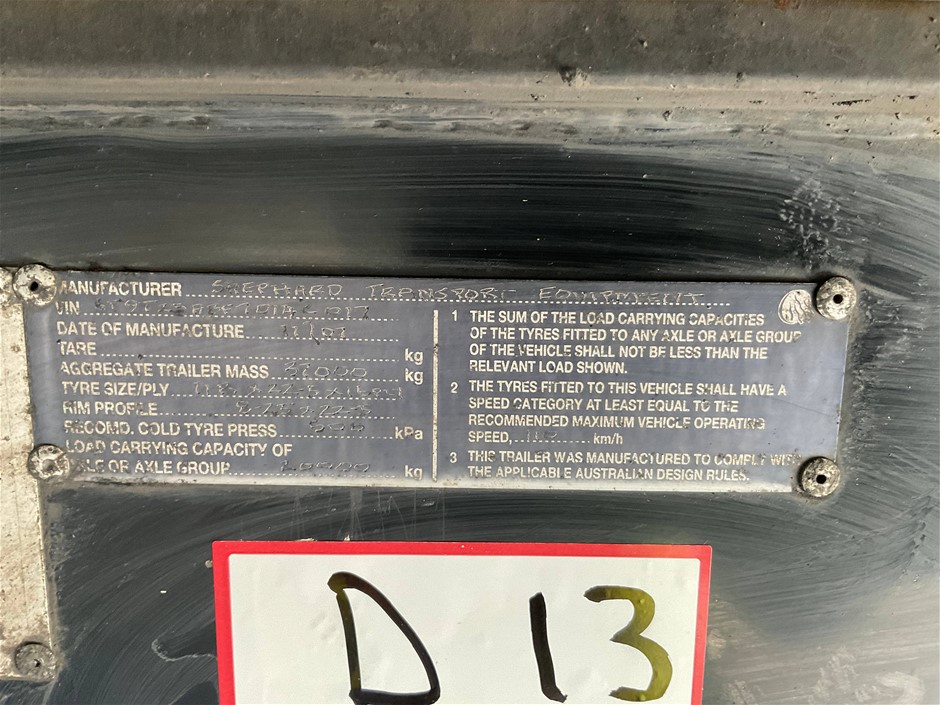 MANUFACTURER SHEPHARD TRANSPORT EQUIPMENT
VIN
DATE OF MANUFACTURE 11/01
TARE kg
AGGREGATE TRAILER MASS kg
TYRE SIZE/PLY
RIM PROFILE
RECOMD. COLD TYRE PRESS kPa
LOAD CARRYING CAPACITY OF
AXLE OR AXLE GROUP 20000 kg
1 THE SUM OF THE LOAD CARRYING CAPACITIES
OF THE TYRES FITTED TO ANY AXLE OR AXLE GROUP
OF THE VEHICLE SHALL NOT BE LESS THAN THE
RELEVANT LOAD SHOWN.
2 THE TYRES FITTED TO THIS VEHICLE SHALL HAVE A
SPEED CATEGORY AT LEAST EQUAL TO THE
RECOMMENDED MAXIMUM VEHICLE OPERATING
SPEED, km/h
3 THIS TRAILER WAS MANUFACTURED TO COMPLY WITH
THE APPLICABLE AUSTRALIAN DESIGN RULES.
D 13